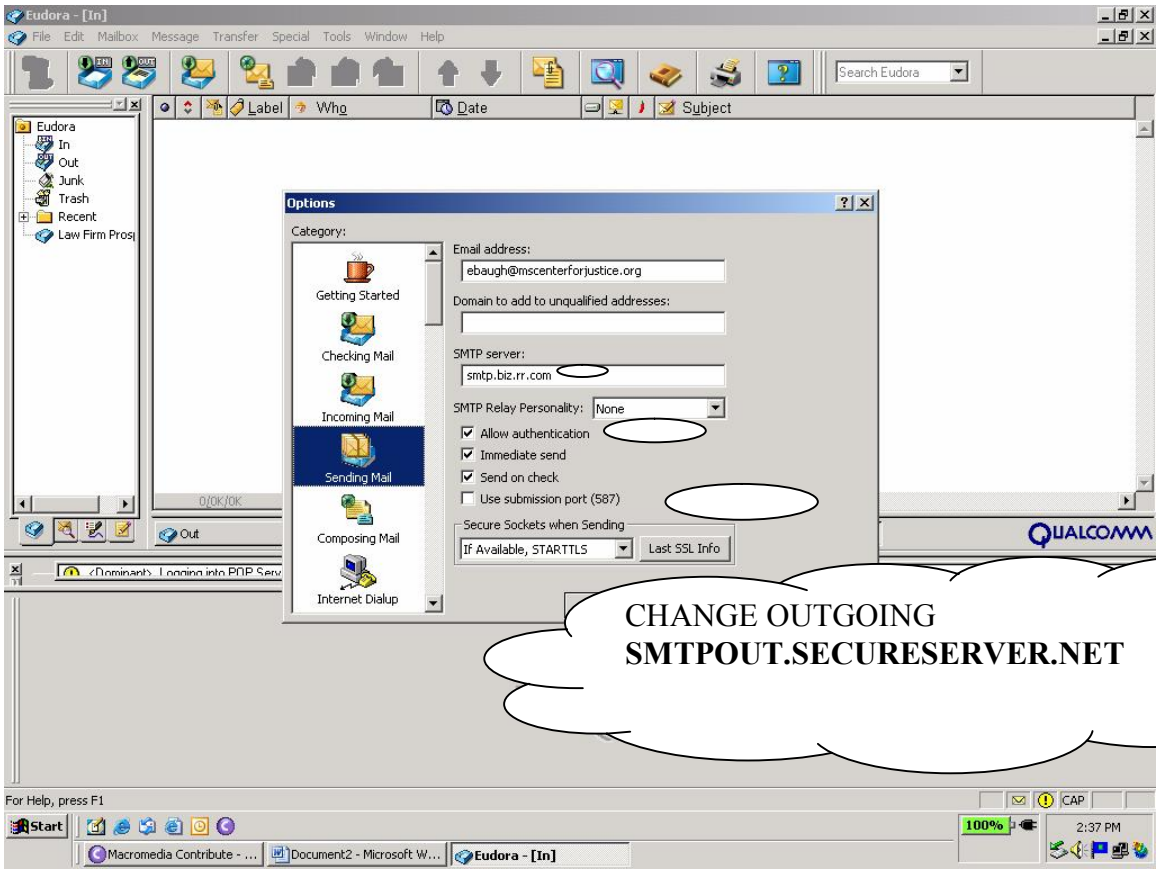 Eudora - [In]
File Edit Mailbox Message Transfer Special Tools Window Help
IN OUT
Search Eudora
Label Who Date Subject
Eudora
In
Out
Junk
Trash
Recent
Law Firm Prosp
Options
Category:
Getting Started
Checking Mail
Incoming Mail
Sending Mail
Composing Mail
Internet Dialup
Email address:
ebaugh@mscenterforjustice.org
Domain to add to unqualified addresses:
SMTP server:
smtp.biz.rr.com
SMTP Relay Personality: None
Allow authentication
Immediate send
Send on check
Use submission port (587)
Secure Sockets when Sending
If Available, STARTTLS Last SSL Info
0/0K/0K
Out
QUALCOMM
<Dominant> Logging into POP Serv
CHANGE OUTGOING
SMTPOUT.SECURESERVER.NET
For Help, press F1
CAP
Start
100%
2:37 PM
Macromedia Contribute - ... Document2 - Microsoft W... Eudora - [In]